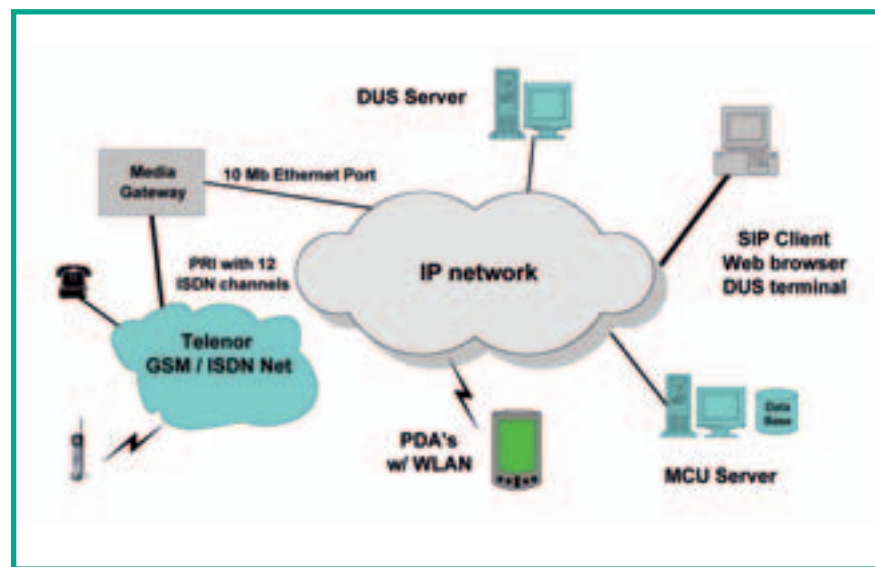 DUS Server
Media
Gateway
10 Mb Ethernet Port
PRI with 12
ISDN channels
IP network
SIP Client
Web browser
DUS terminal
Telenor
GSM / ISDN Net
Data
Base
PDA's
w/ WLAN
MCU Server